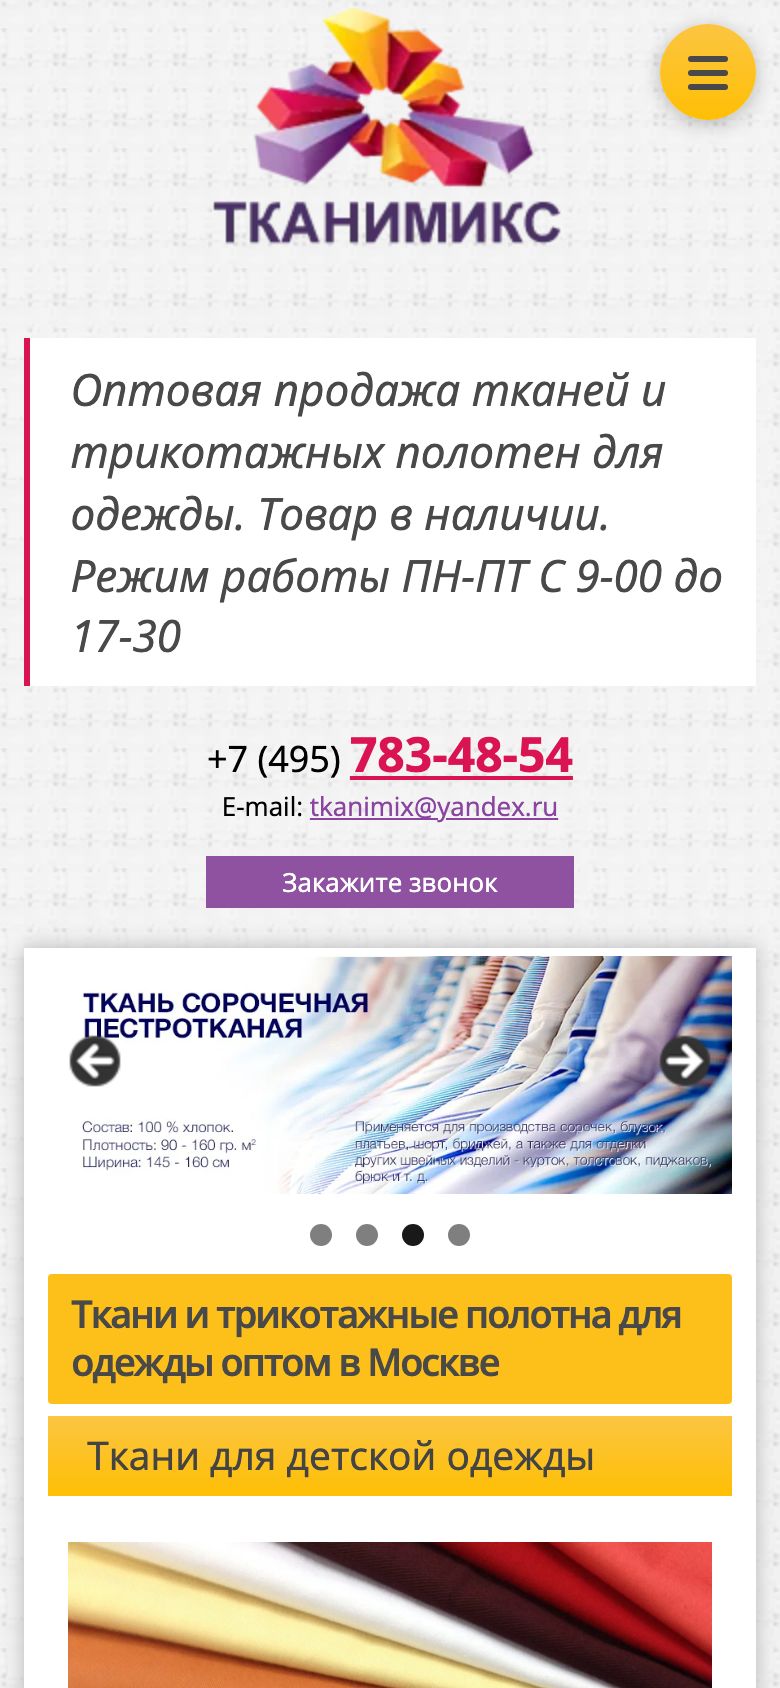 ТКАНИМИКС
Оптовая продажа тканей и
трикотажных полотен для
одежды. Товар в наличии.
Режим работы ПН-ПТ С 9-00 до
17-30
+7 (495) 783-48-54
E-mail: tkanimix@yandex.ru
Закажите звонок
ТКАНЬ СОРОЧЕЧНАЯ
ПЕСТРОТКАНАЯ
Состав: 100 % хлопок.
Плотность: 90 - 160 гр. м²
Ширина: 145 - 160 см
Применяется для производства сорочек, блузок,
платьев, шорт, бриджей, а также для отделки
других швейных изделий - курток, толстовок, пиджаков,
брюк и т. д.
Ткани и трикотажные полотна для
одежды оптом в Москве
Ткани для детской одежды